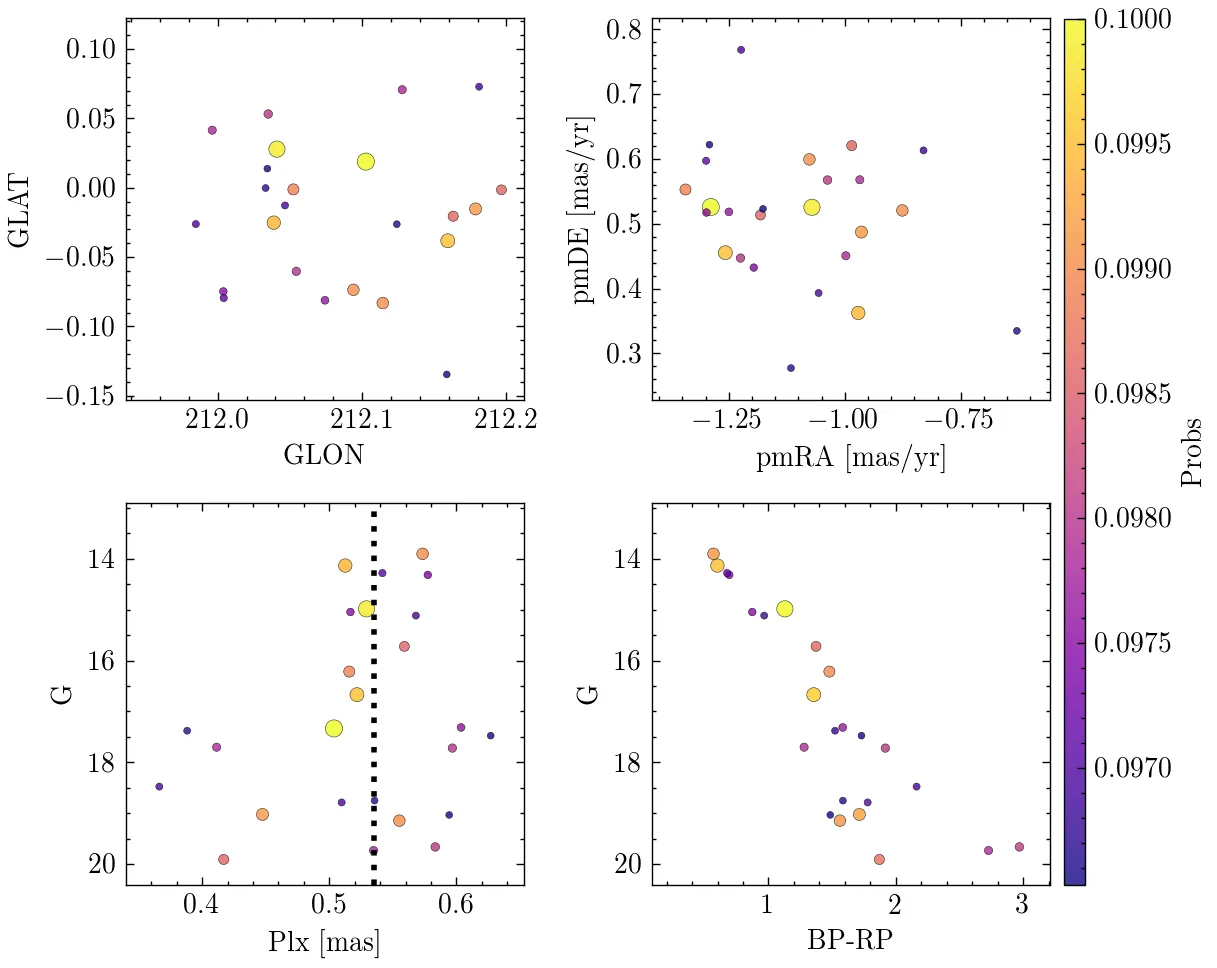 0.10
0.05
0.00
−0.05
−0.10
−0.15
GLAT
212.0 212.1 212.2
GLON
0.8
0.7
0.6
0.5
0.4
0.3
pmDE [mas/yr]
−1.25 −1.00 −0.75
pmRA [mas/yr]
0.1000
0.0995
0.0990
0.0985
0.0980
0.0975
0.0970
Probs
14
16
18
20
G
0.4 0.5 0.6
Plx [mas]
14
16
18
20
G
1 2 3
BP-RP